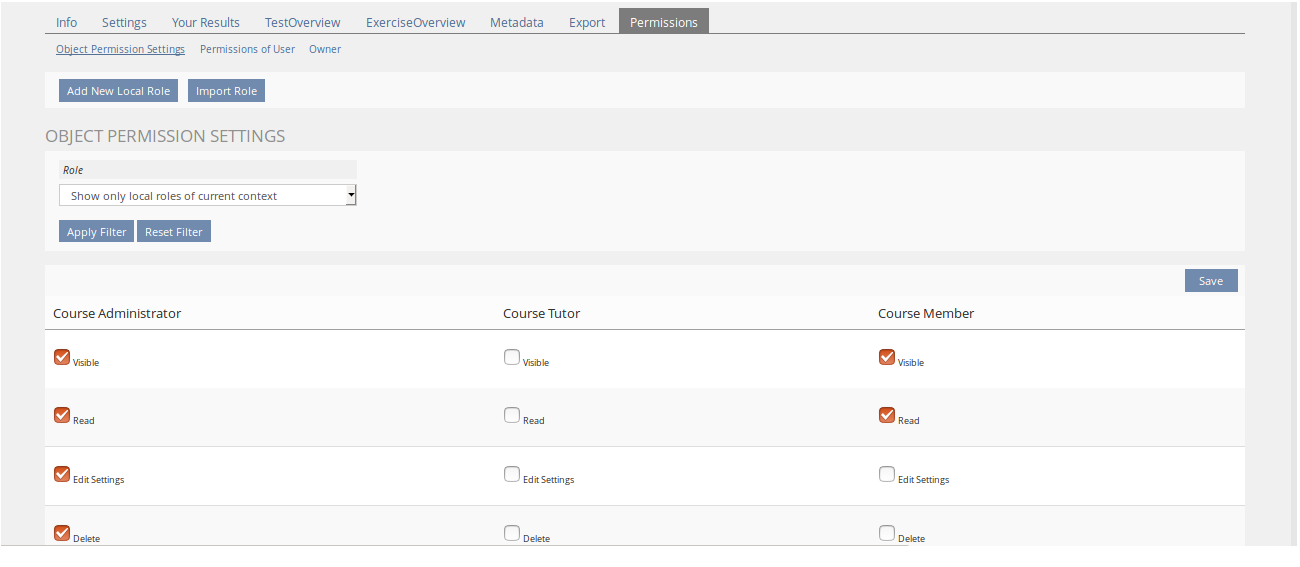 Info Settings Your Results TestOverview ExerciseOverview Metadata Export Permissions
Object Permission Settings Permissions of User Owner
Add New Local Role Import Role
OBJECT PERMISSION SETTINGS
Role
Show only local roles of current context
Apply Filter Reset Filter
Save
Course Administrator Course Tutor Course Member
Visible Visible Visible
Read Read Read
Edit Settings Edit Settings Edit Settings
Delete Delete Delete